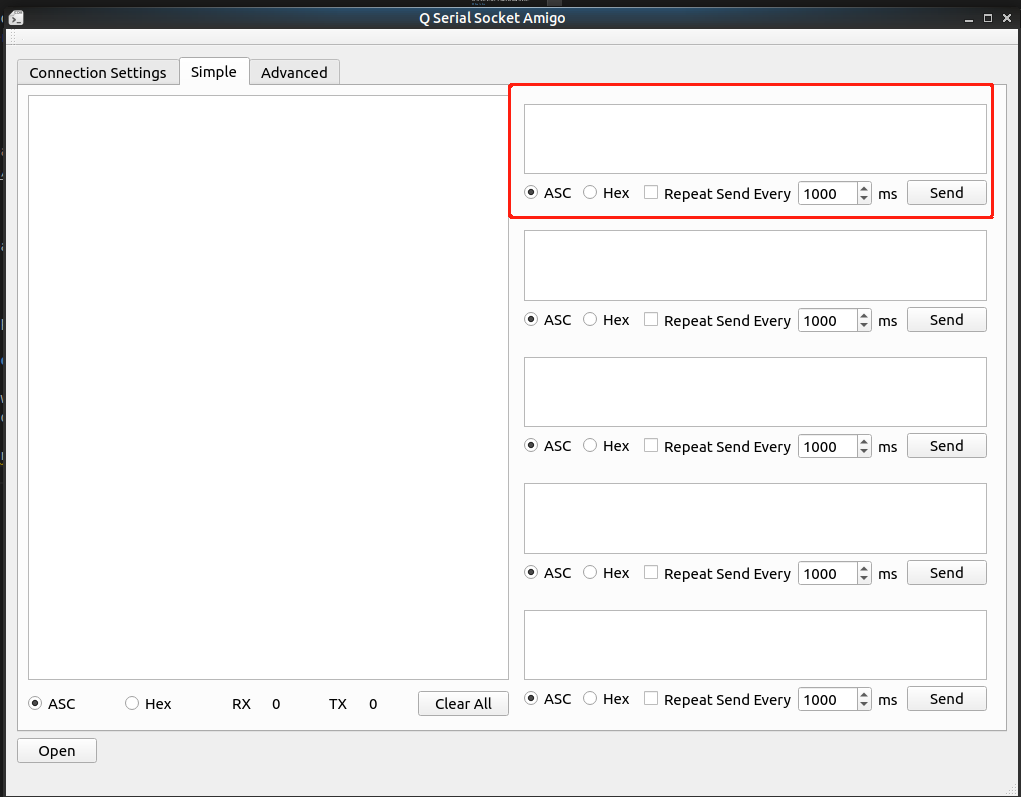 Q Serial Socket Amigo
Connection Settings Simple Advanced
ASC Hex Repeat Send Every 1000 ms Send
ASC Hex Repeat Send Every 1000 ms Send
ASC Hex Repeat Send Every 1000 ms Send
ASC Hex Repeat Send Every 1000 ms Send
ASC Hex Repeat Send Every 1000 ms Send
ASC Hex RX 0 TX 0 Clear All
Open